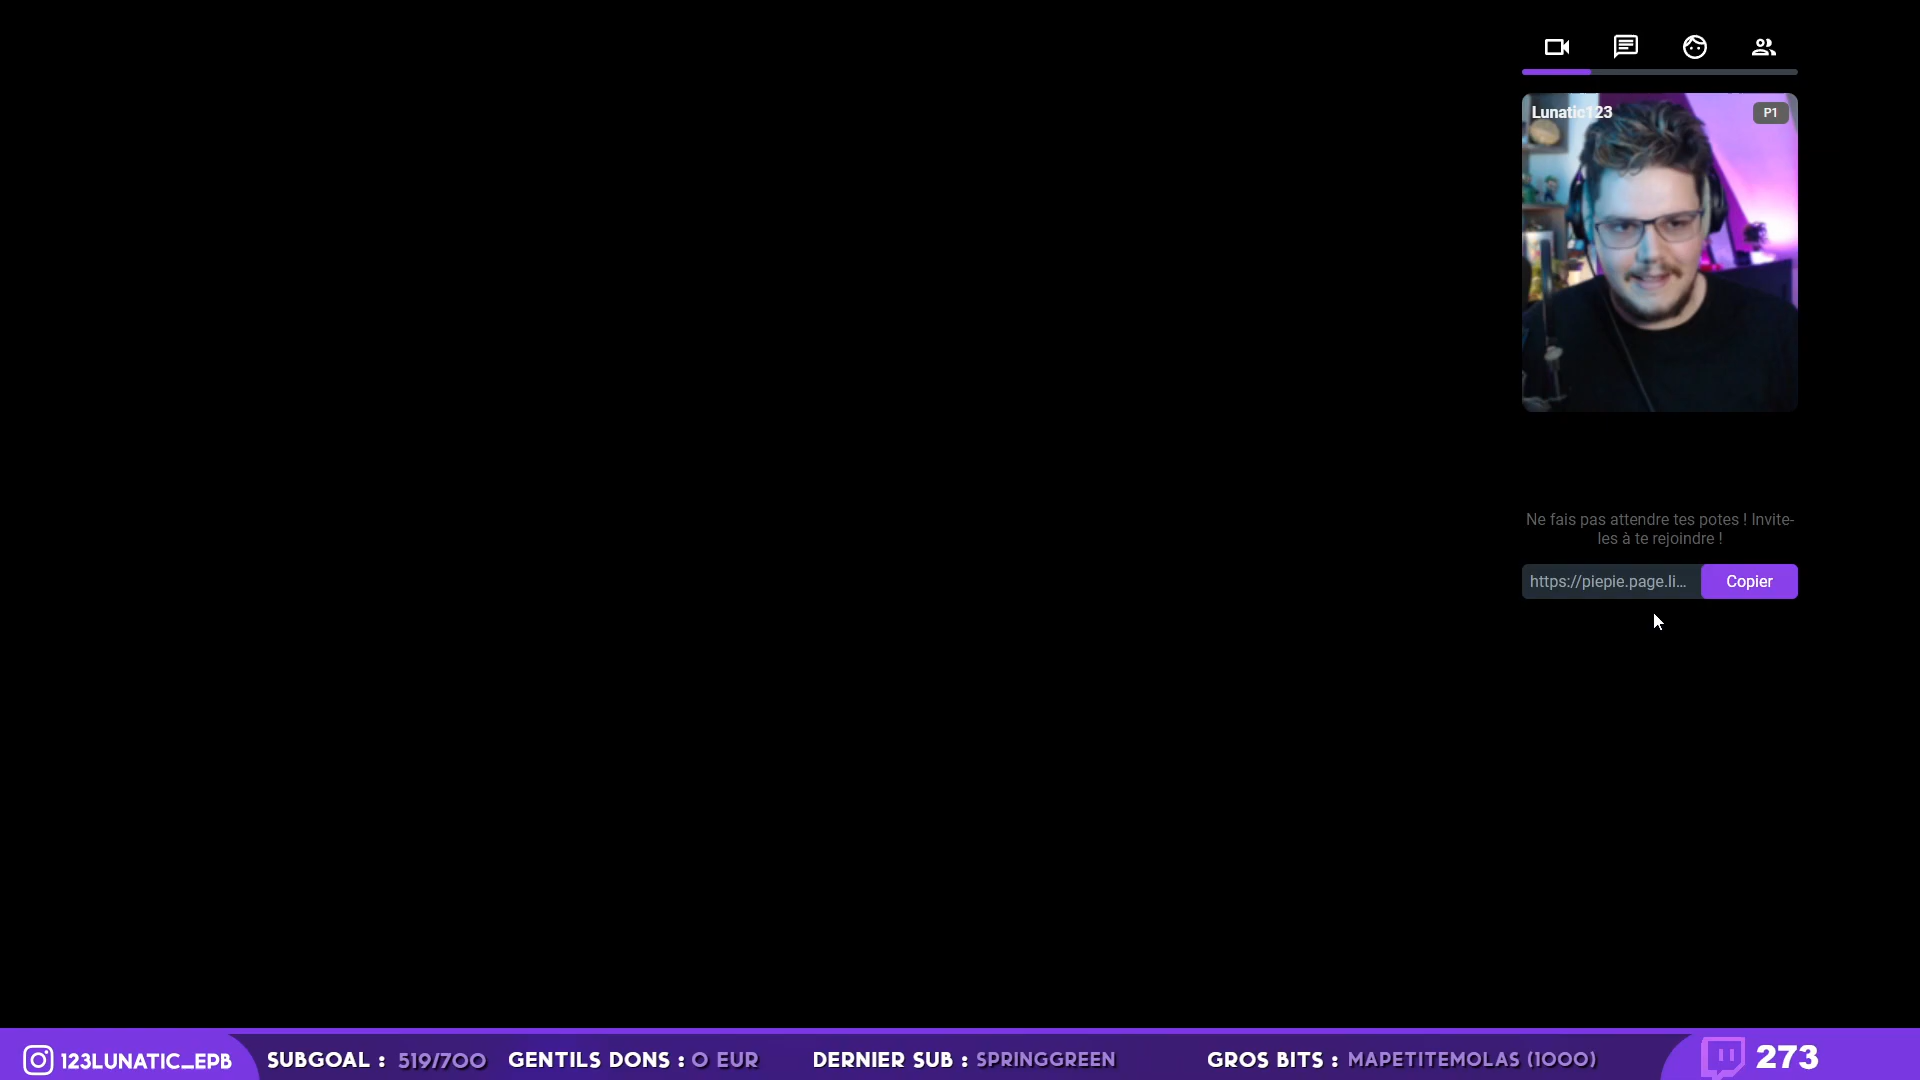 Lunatic123
P1
Ne fais pas attendre tes potes ! Invite-
les à te rejoindre !
https://piepie.page.li...
Copier
123LUNATIC_EPB
SUBGOAL : 519/700
GENTILS DONS : 0 EUR
DERNIER SUB : SPRINGGREEN
GROS BITS : MAPETITEMOLAS (1000)
273